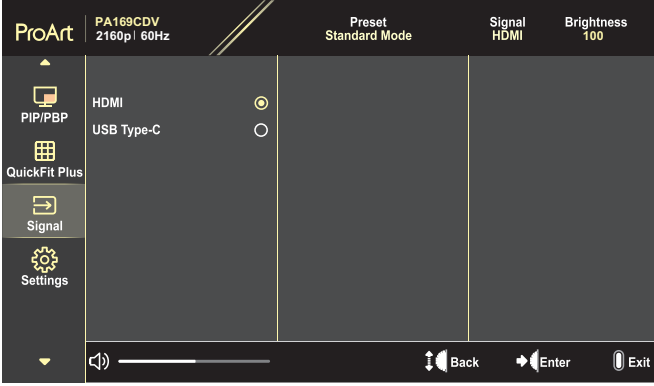 ProArt
PA169CDV
2160p| 60Hz
Preset
Standard Mode
Signal
HDMI
Brightness
100
PIP/PBP
QuickFit Plus
Signal
Settings
HDMI
USB Type-C
Back
Enter
Exit